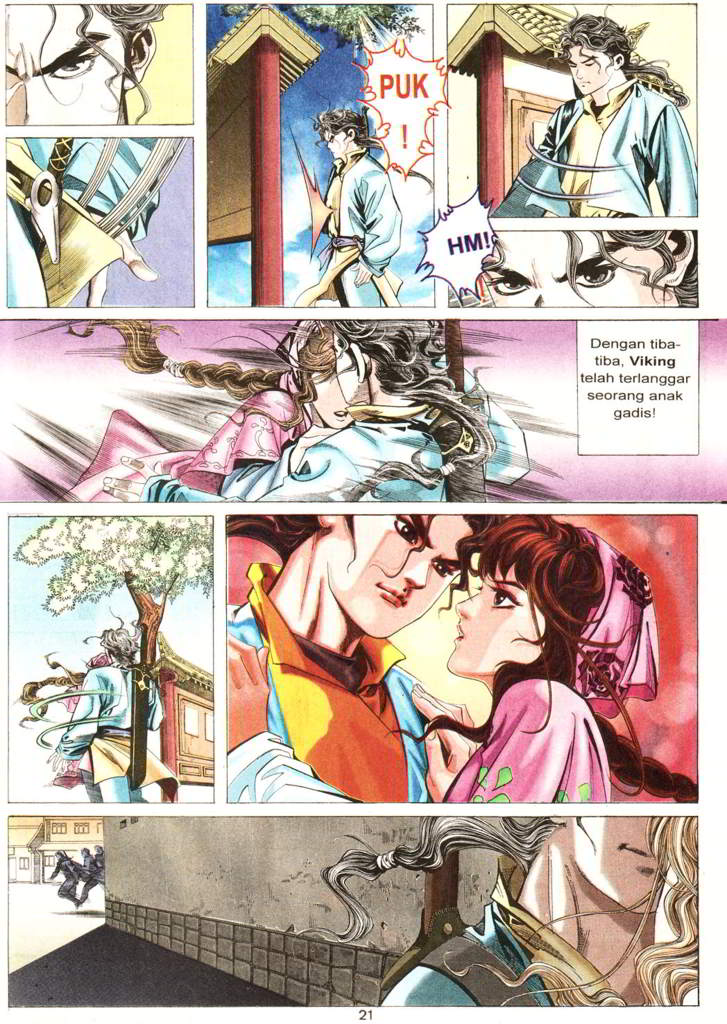 PUK
!
HM!
Dengan tiba-
tiba, Viking
telah terlanggar
seorang anak
gadis!
21